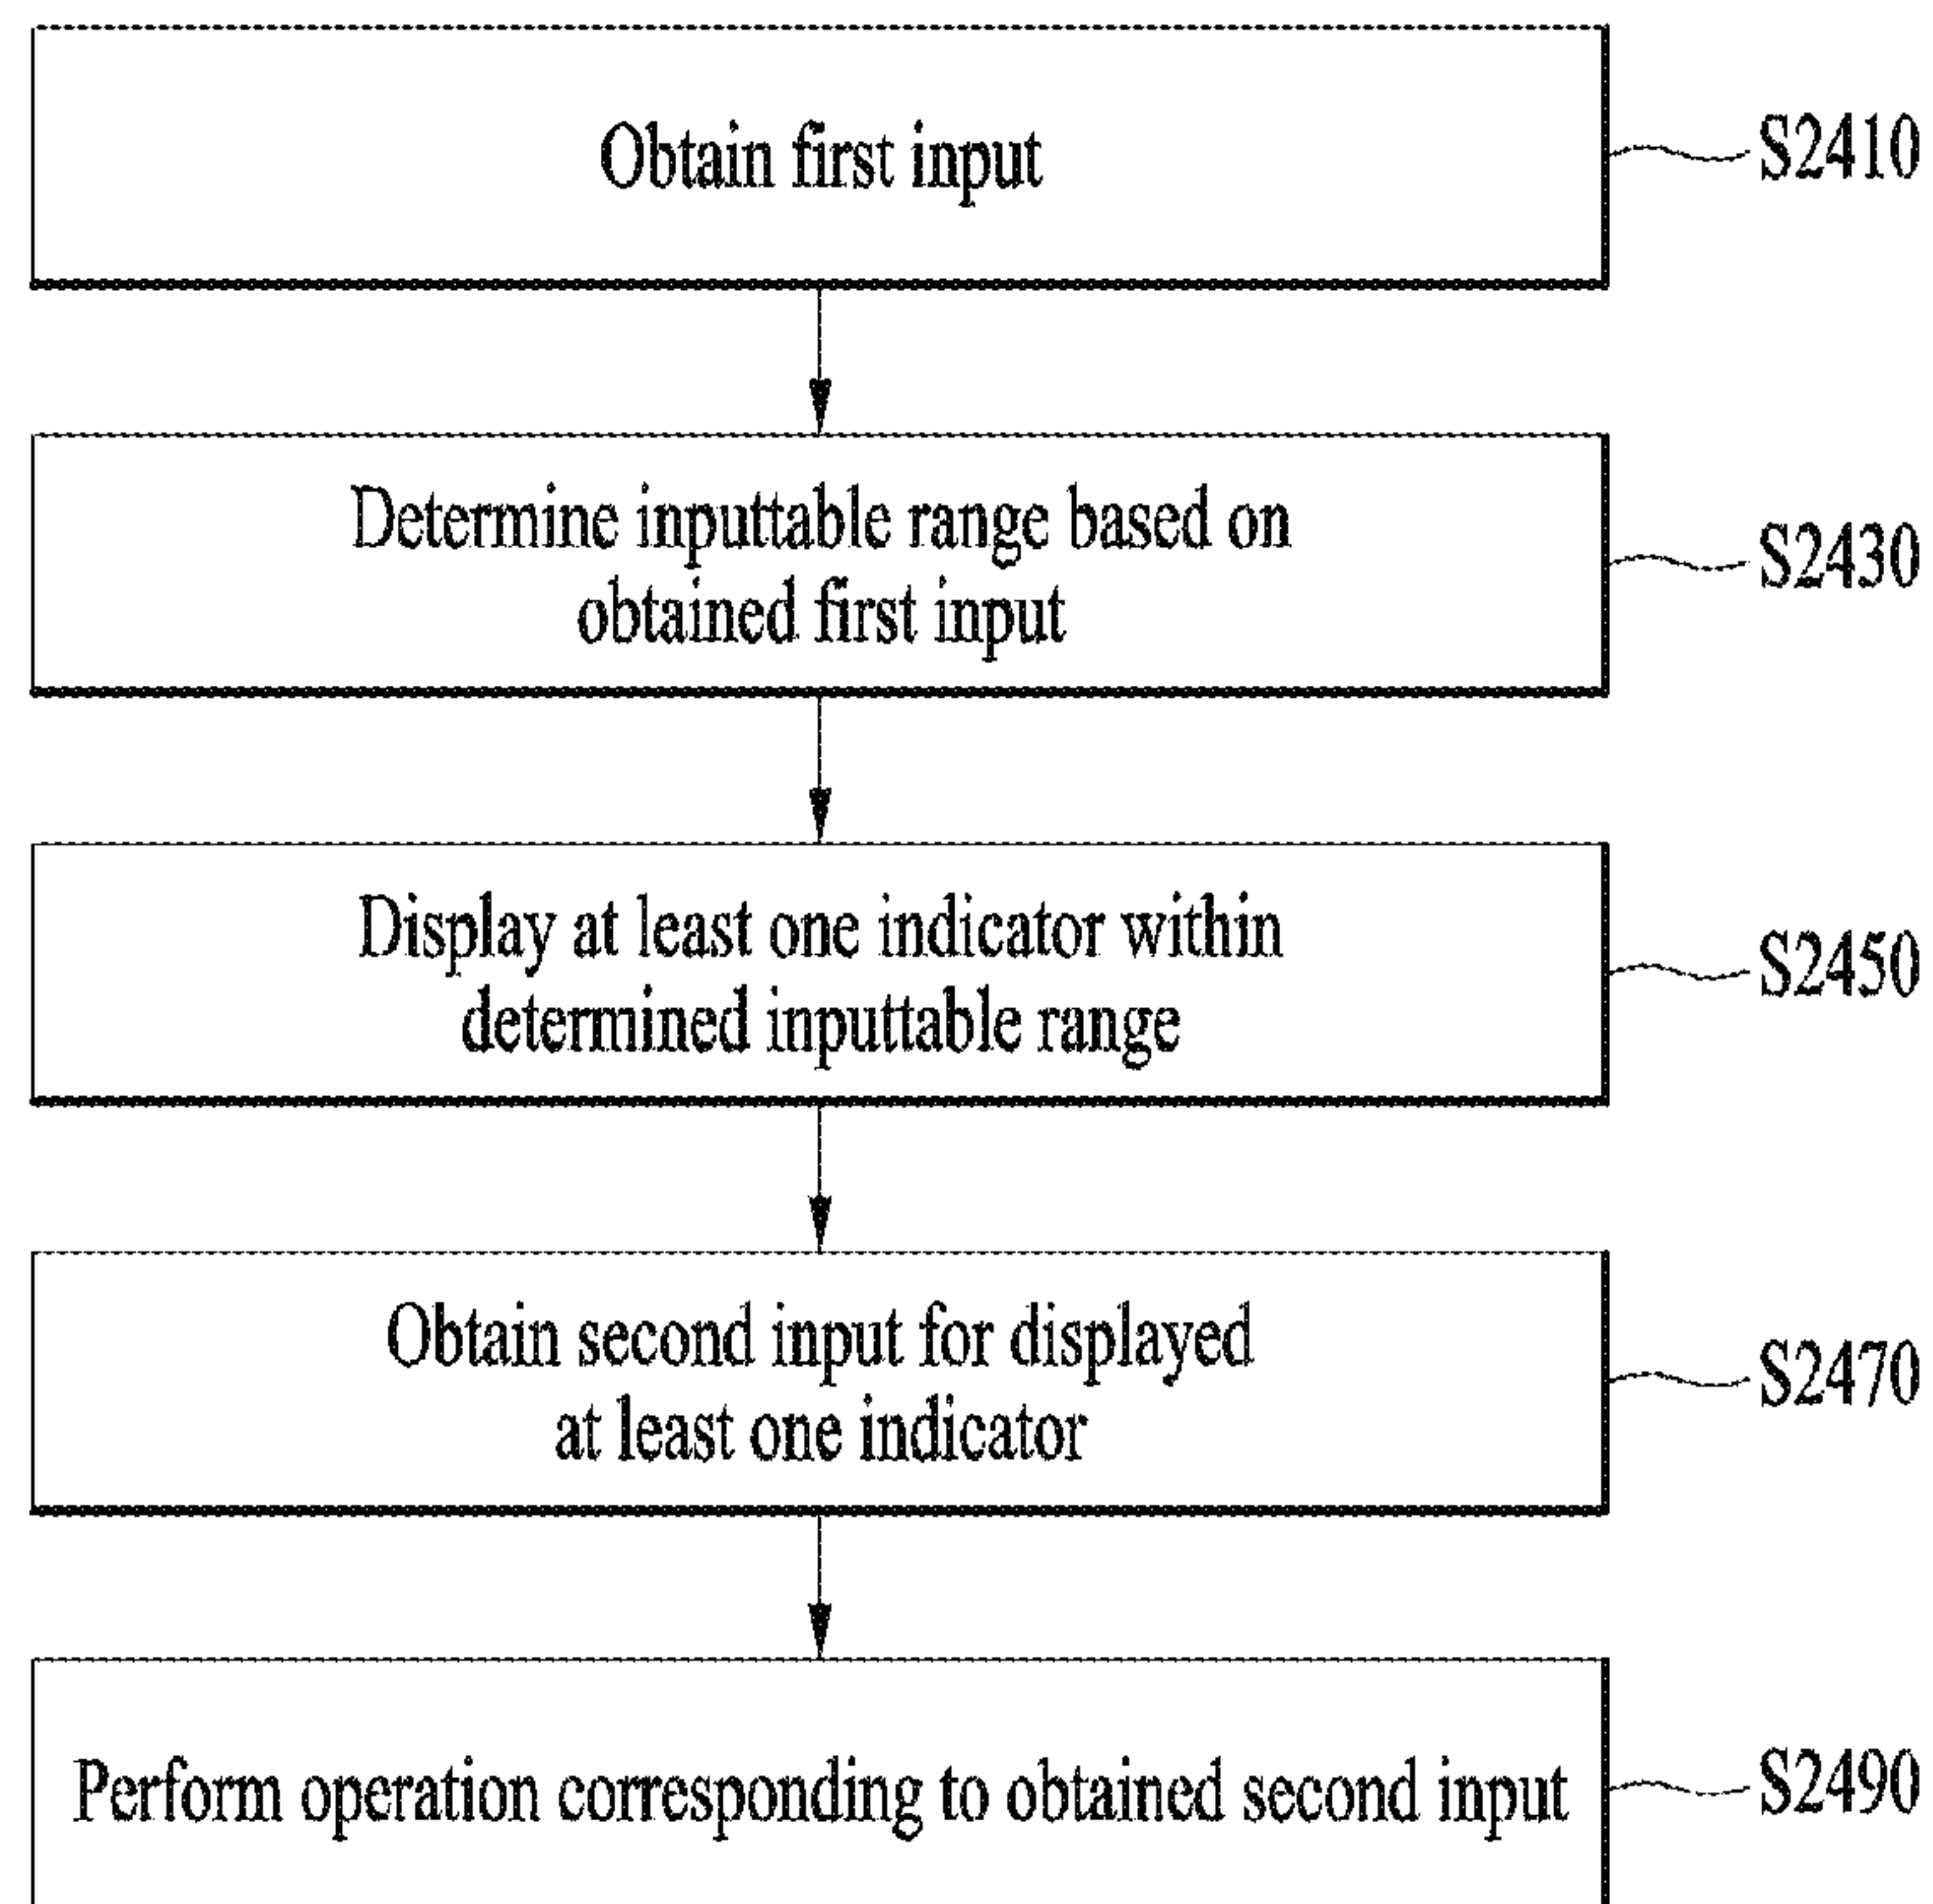 Obtain first input
S2410
Determine inputtable range based on
obtained first input
S2430
Display at least one indicator within
determined inputtable range
S2450
Obtain second input for displayed
at least one indicator
S2470
Perform operation corresponding to obtained second input
S2490